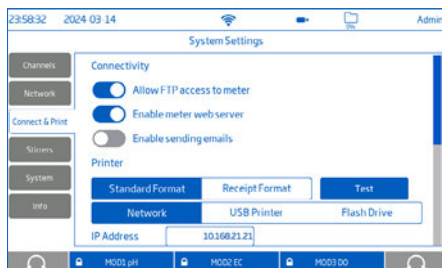 23:58:32 2024-03-14 0% Admin
System Settings
Channels
Network
Connect & Print
Stirrers
System
Info
Connectivity
Allow FTP access to meter
Enable meter web server
Enable sending emails
Printer
Standard Format Receipt Format Test
Network USB Printer Flash Drive
IP Address 10.168.21.21
MOD1 pH MOD2 EC MOD3 DO